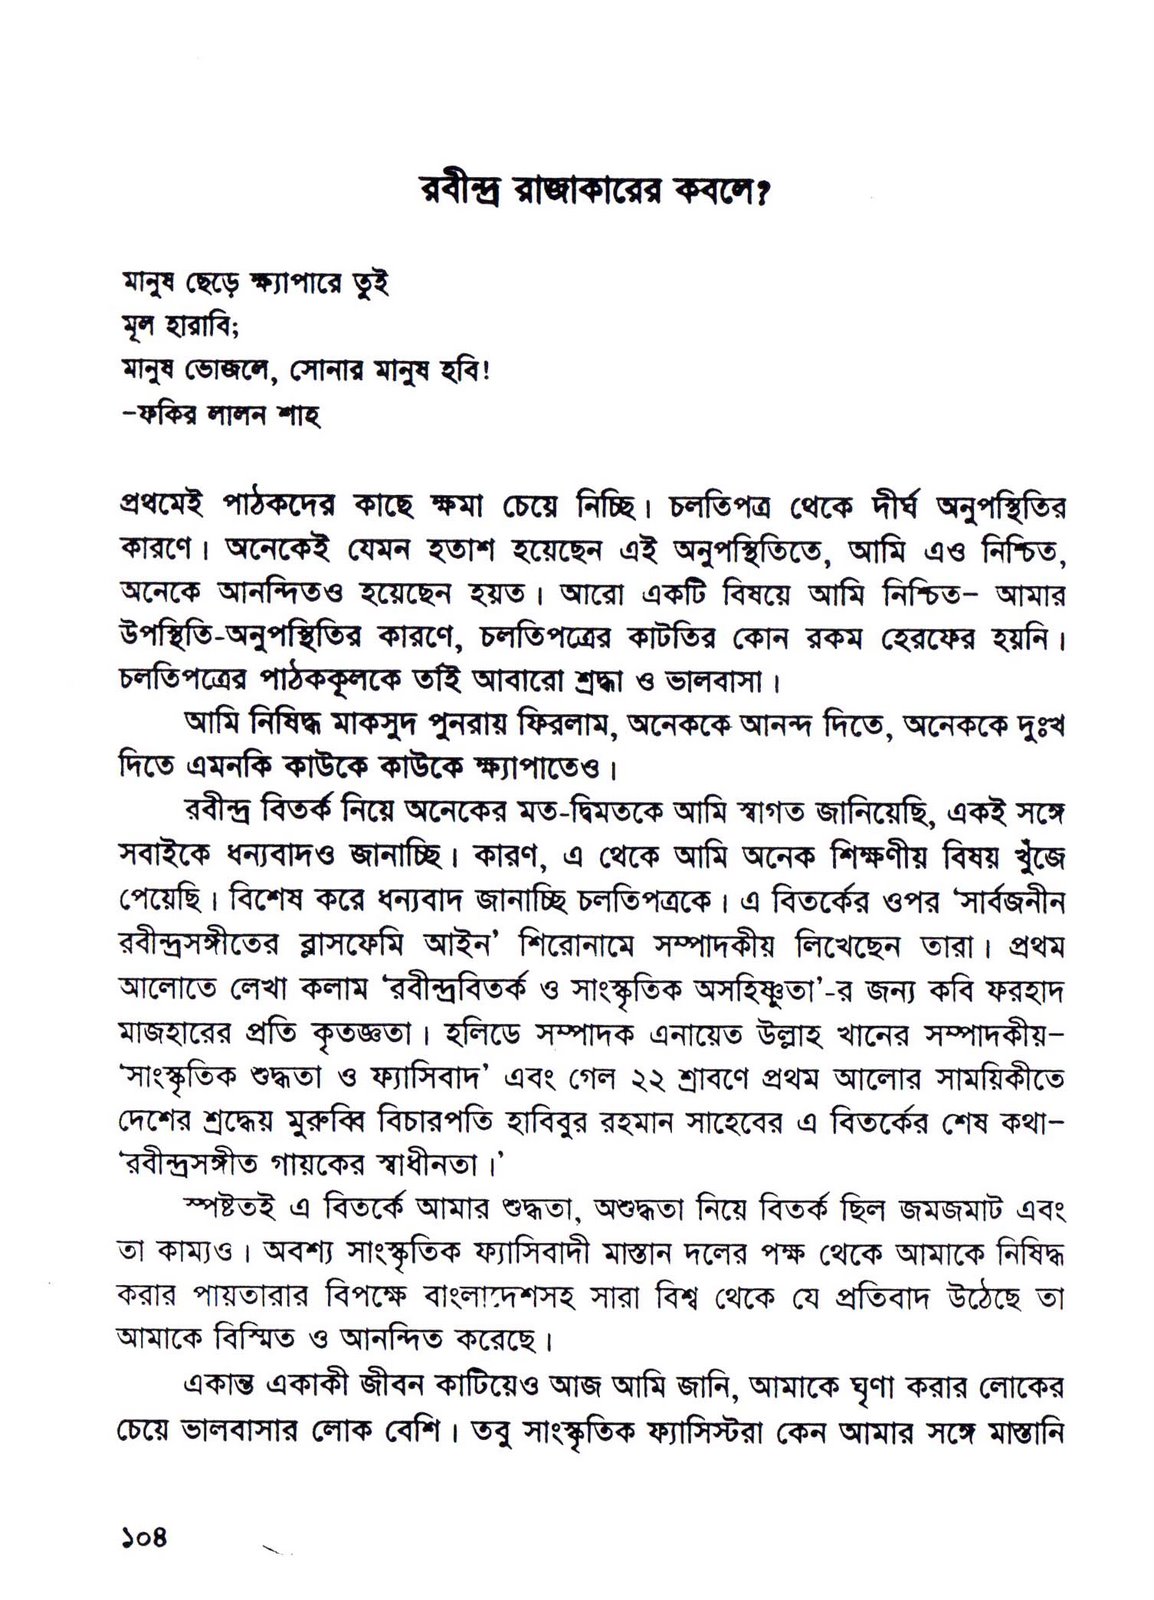 রবীন্দ্র রাজাকারের কবলে?
মানুষ ছেড়ে ক্ষ্যাপারে তুই
মূল হারাবি;
মানুষ ভোজলে, সোনার মানুষ হবি!
–ফকির লালন শাহ
প্রথমেই পাঠকদের কাছে ক্ষমা চেয়ে নিচ্ছি। চলতিপত্র থেকে দীর্ঘ অনুপস্থিতির
কারণে। অনেকেই যেমন হতাশ হয়েছেন এই অনুপস্থিতিতে, আমি এও নিশ্চিত,
অনেকে আনন্দিতও হয়েছেন হয়ত। আরো একটি বিষয়ে আমি নিশ্চিত– আমার
উপস্থিতি-অনুপস্থিতির কারণে, চলতিপত্রের কাটতির কোন রকম হেরফের হয়নি।
চলতিপত্রের পাঠককূলকে তাই আবারো শ্রদ্ধা ও ভালবাসা।
আমি নিষিদ্ধ মাকসুদ পুনরায় ফিরলাম, অনেককে আনন্দ দিতে, অনেককে দুঃখ
দিতে এমনকি কাউকে কাউকে ক্ষ্যাপাতেও।
রবীন্দ্র বিতর্ক নিয়ে অনেকের মত-দ্বিমতকে আমি স্বাগত জানিয়েছি, একই সঙ্গে
সবাইকে ধন্যবাদও জানাচ্ছি। কারণ, এ থেকে আমি অনেক শিক্ষণীয় বিষয় খুঁজে
পেয়েছি। বিশেষ করে ধন্যবাদ জানাচ্ছি চলতিপত্রকে। এ বিতর্কের ওপর ‘সার্বজনীন
রবীন্দ্রসঙ্গীতের ব্লাসফেমি আইন’ শিরোনামে সম্পাদকীয় লিখেছেন তারা। প্রথম
আলোতে লেখা কলাম ‘রবীন্দ্রবিতর্ক ও সাংস্কৃতিক অসহিষ্ণুতা’-র জন্য কবি ফরহাদ
মাজহারের প্রতি কৃতজ্ঞতা। হলিডে সম্পাদক এনায়েত উল্লাহ খানের সম্পাদকীয়–
‘সাংস্কৃতিক শুদ্ধতা ও ফ্যাসিবাদ’ এবং গেল ২২ শ্রাবণে প্রথম আলোর সাময়িকীতে
দেশের শ্রদ্ধেয় মুরুব্বি বিচারপতি হাবিবুর রহমান সাহেবের এ বিতর্কের শেষ কথা–
‘রবীন্দ্রসঙ্গীত গায়কের স্বাধীনতা।’
স্পষ্টতই এ বিতর্কে আমার শুদ্ধতা, অশুদ্ধতা নিয়ে বিতর্ক ছিল জমজমাট এবং
তা কাম্যও। অবশ্য সাংস্কৃতিক ফ্যাসিবাদী মাস্তান দলের পক্ষ থেকে আমাকে নিষিদ্ধ
করার পায়তারার বিপক্ষে বাংলাদেশসহ সারা বিশ্ব থেকে যে প্রতিবাদ উঠেছে তা
আমাকে বিস্মিত ও আনন্দিত করেছে।
একান্ত একাকী জীবন কাটিয়েও আজ আমি জানি, আমাকে ঘৃণা করার লোকের
চেয়ে ভালবাসার লোক বেশি। তবু সাংস্কৃতিক ফ্যাসিস্টরা কেন আমার সঙ্গে মাস্তানি
১০৪